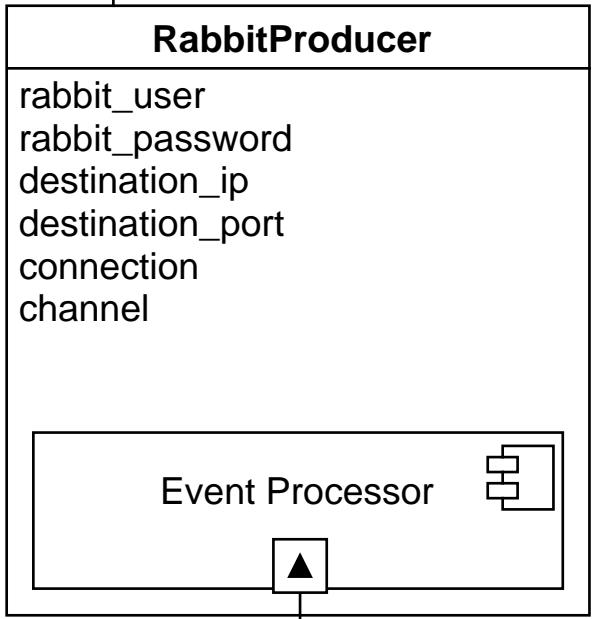 RabbitProducer
rabbit_user
rabbit_password
destination_ip
destination_port
connection
channel
Event Processor